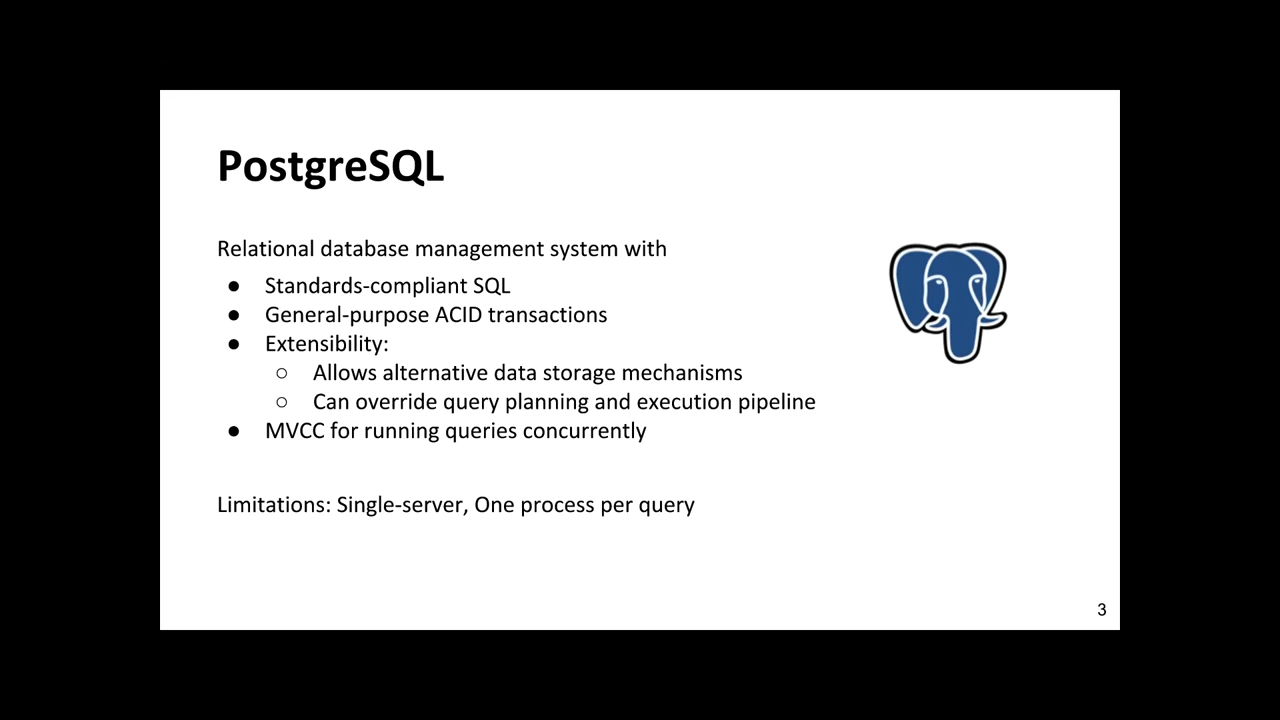 PostgreSQL
Relational database management system with
● Standards-compliant SQL
● General-purpose ACID transactions
● Extensibility:
○ Allows alternative data storage mechanisms
○ Can override query planning and execution pipeline
● MVCC for running queries concurrently
Limitations: Single-server, One process per query
3